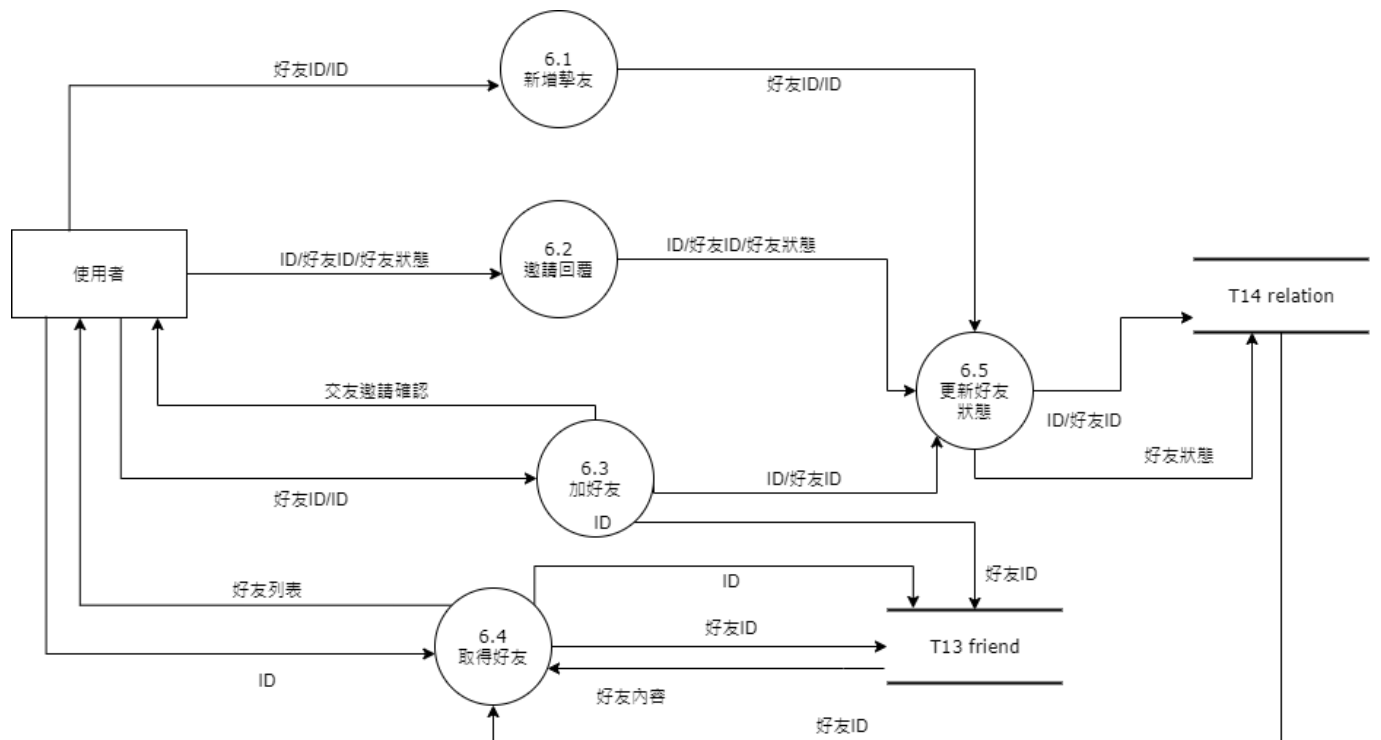 6.1
新增摯友
好友ID/ID
好友ID/ID
6.2
邀請回覆
ID/好友ID/好友狀態
ID/好友ID/好友狀態
使用者
T14 relation
6.5
更新好友
狀態
交友邀請確認
ID/好友ID
好友狀態
6.3
加好友
ID/好友ID
好友ID/ID
ID
好友ID
ID
好友列表
6.4
取得好友
好友ID
T13 friend
ID
好友內容
好友ID